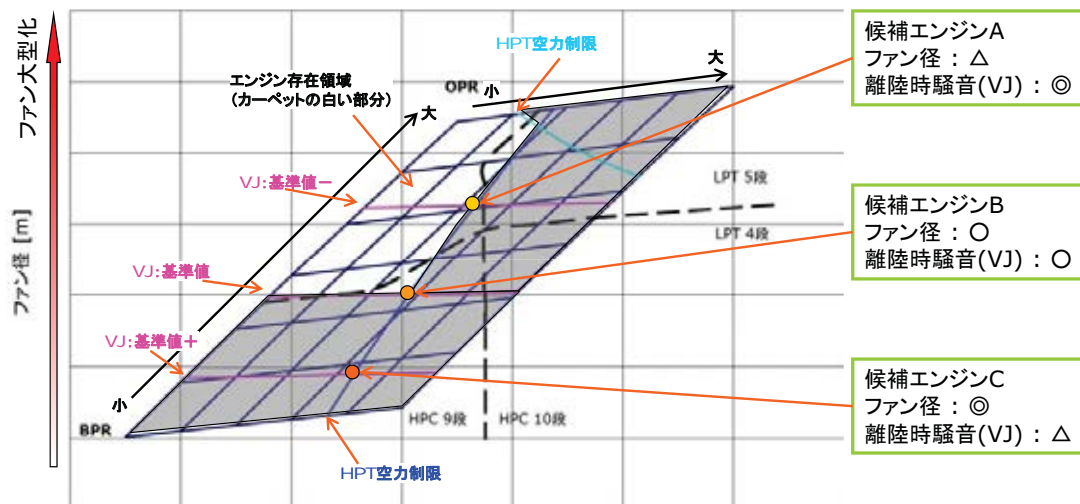 ファン大型化
ファン径 [m]
HPT空力制限
エンジン存在領域
(カーペットの白い部分)
OPR
小
大
大
VJ:基準値－
LPT 5段
LPT 4段
VJ:基準値
VJ:基準値＋
小
BPR
HPC 9段
HPC 10段
HPT空力制限
候補エンジンA
ファン径 : △
離陸時騒音(VJ) : ◎
候補エンジンB
ファン径 : ○
離陸時騒音(VJ) : ○
候補エンジンC
ファン径 : ◎
離陸時騒音(VJ) : △